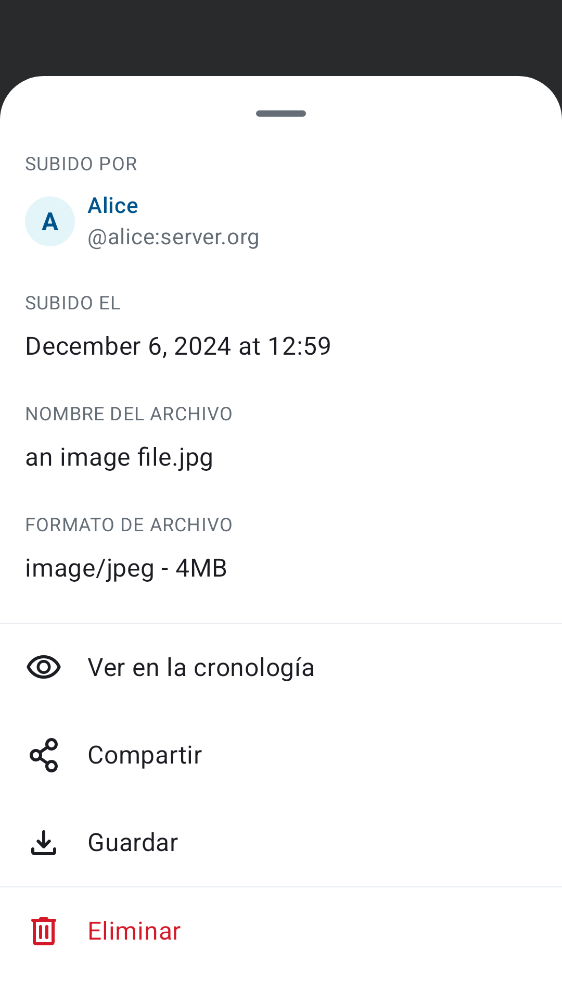 SUBIDO POR
A
Alice
@alice:server.org
SUBIDO EL
December 6, 2024 at 12:59
NOMBRE DEL ARCHIVO
an image file.jpg
FORMATO DE ARCHIVO
image/jpeg - 4MB
Ver en la cronología
Compartir
Guardar
Eliminar